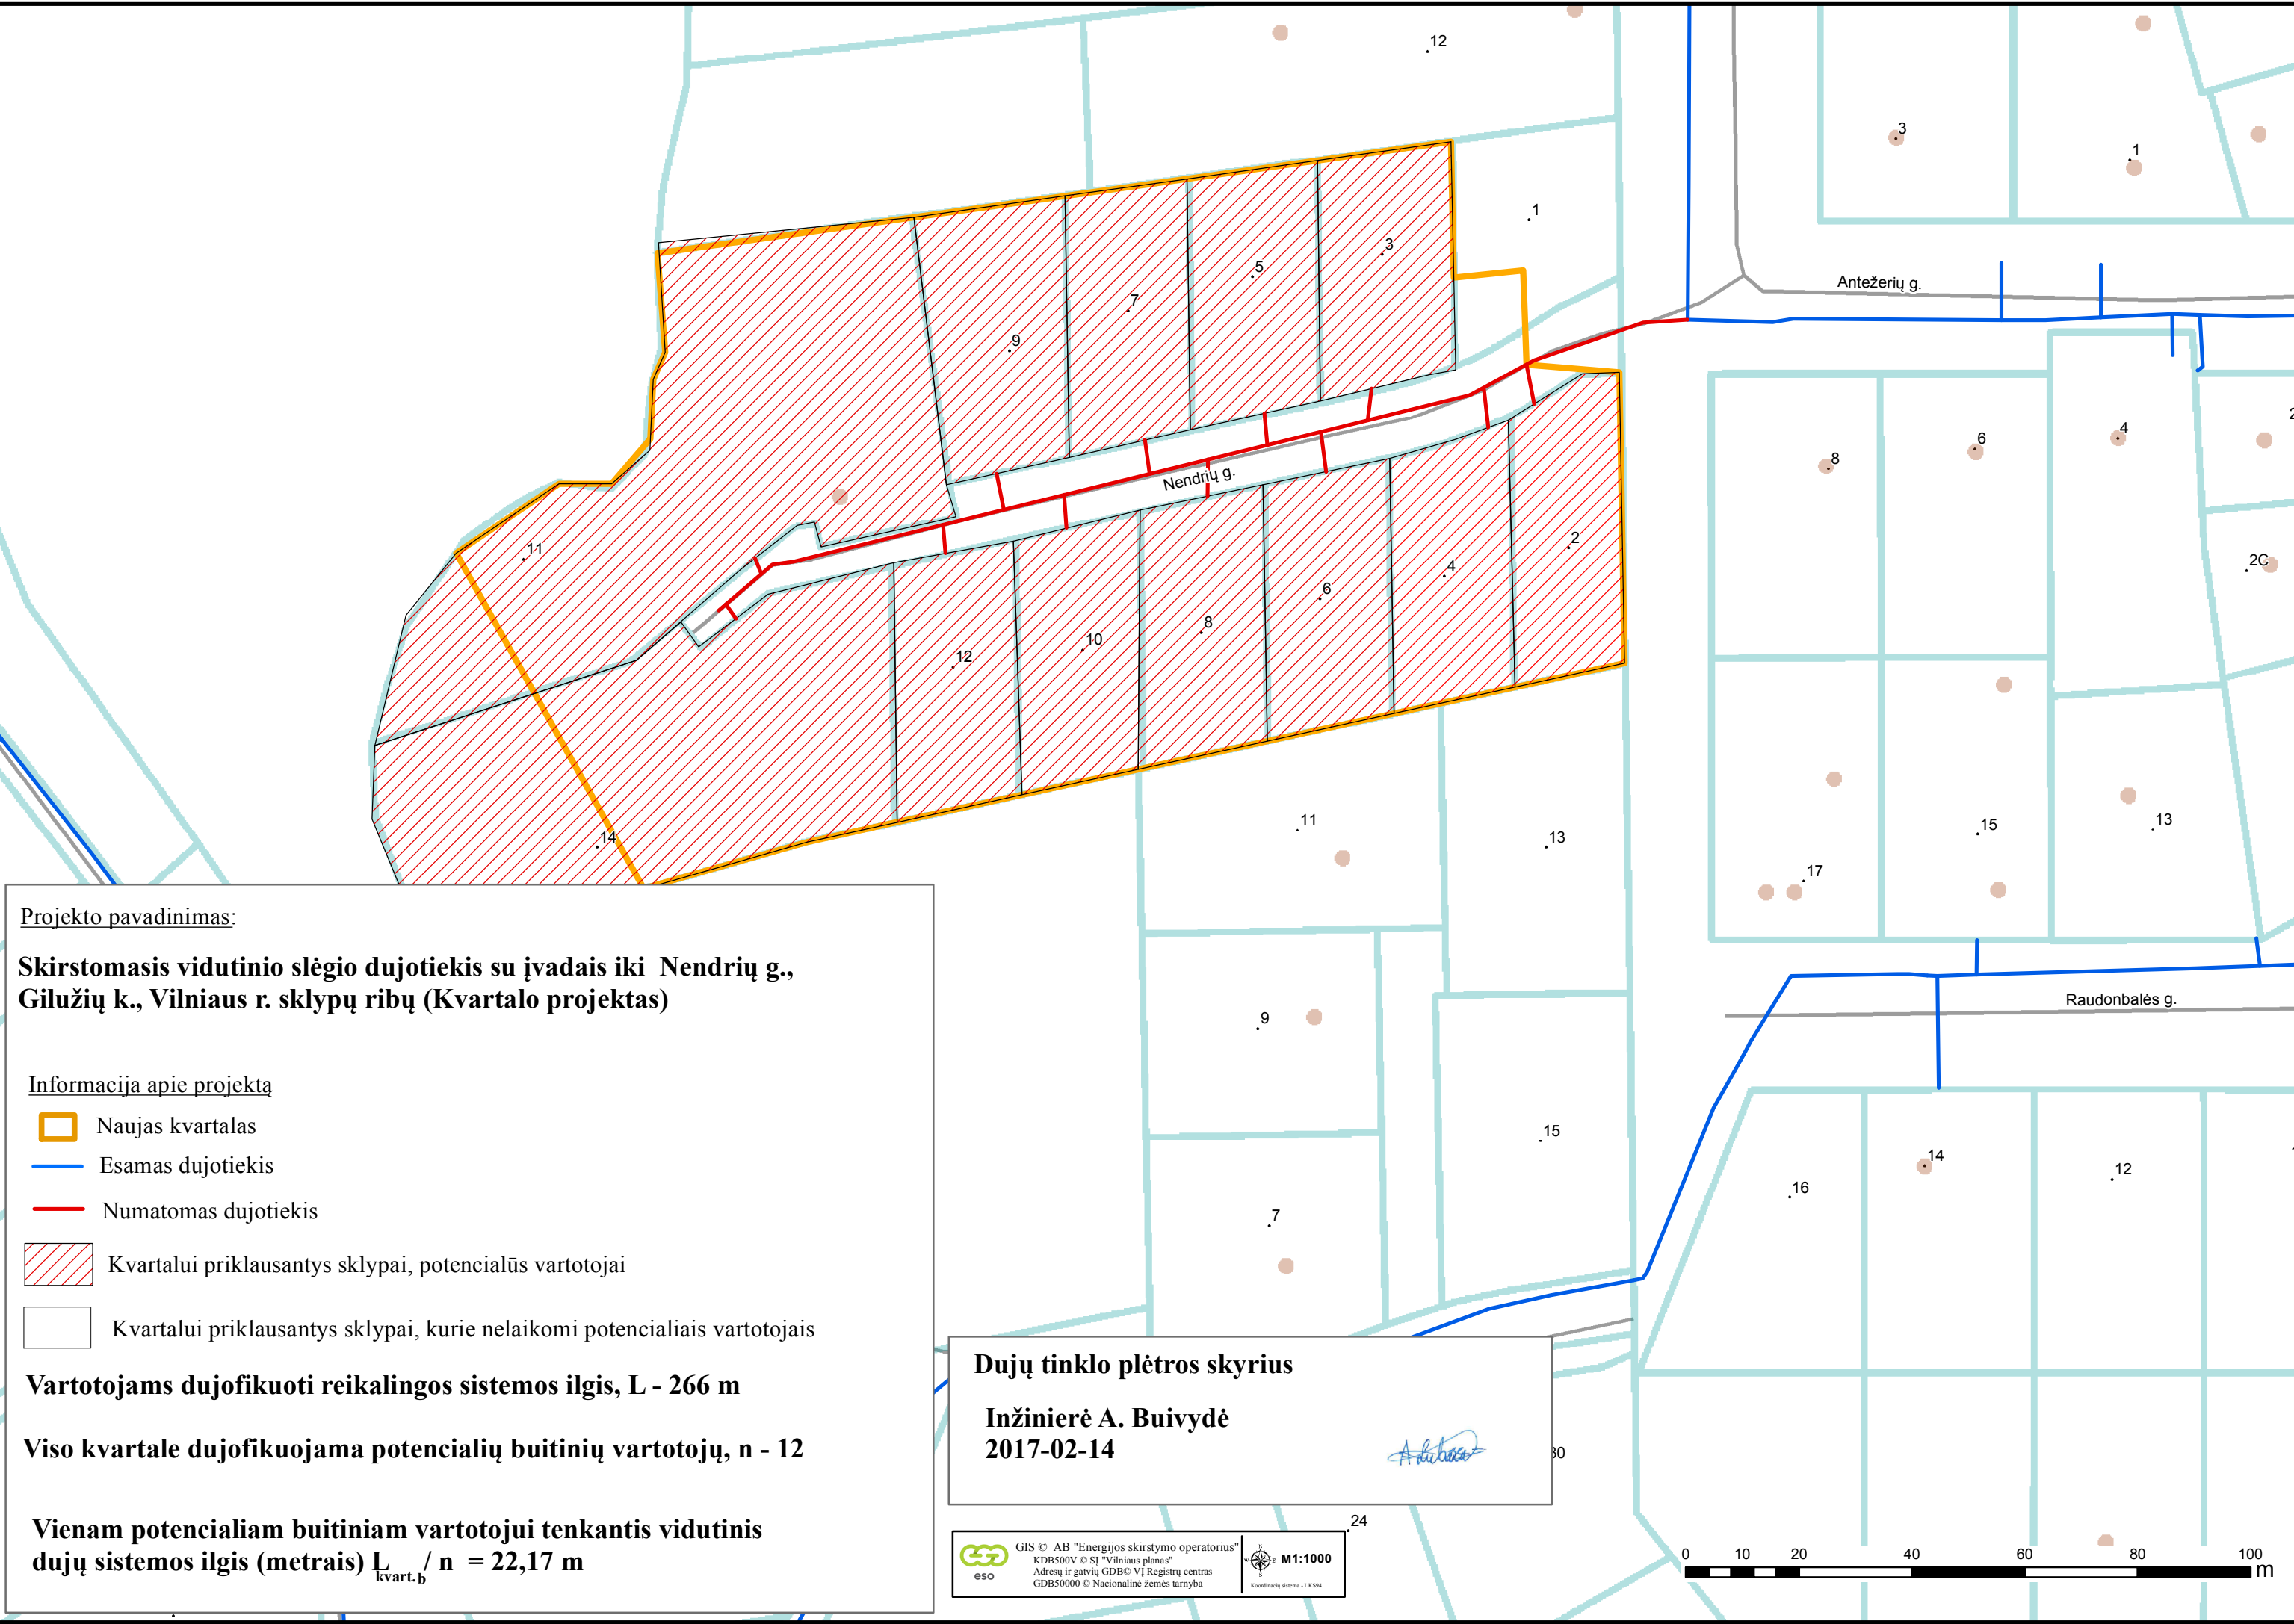 12
3
1
1
3
Antežerių g.
5
7
9
Nendrių g.
8
6
4
2
2C
11
2
4
6
8
10
12
14
11
13
15
13
17
9
Raudonbalės g.
15
14
12
16
7
30
24
Projekto pavadinimas:
Skirstomasis vidutinio slėgio dujotiekis su įvadais iki Nendrių g.,
Gilužių k., Vilniaus r. sklypų ribų (Kvartalo projektas)
Informacija apie projektą
Naujas kvartalas
Esamas dujotiekis
Numatomas dujotiekis
Kvartalui priklausantys sklypai, potencialūs vartotojai
Kvartalui priklausantys sklypai, kurie nelaikomi potencialiais vartotojais
Vartotojams dujofikuoti reikalingos sistemos ilgis, L - 266 m
Viso kvartale dujofikuojama potencialių buitinių vartotojų, n - 12
Vienam potencialiam buitiniam vartotojui tenkantis vidutinis
dujų sistemos ilgis (metrais) L kvart.b / n = 22,17 m
Dujų tinklo plėtros skyrius
Inžinierė A. Buivydė
2017-02-14
eso
GIS © AB "Energijos skirstymo operatorius"
KDB500V © SĮ "Vilniaus planas"
Adresų ir gatvių GDB© VĮ Registrų centras
GDB50000 © Nacionalinė žemės tarnyba
M1:1000
Koordinačių sistema - LKS94
0 10 20 40 60 80 100
m